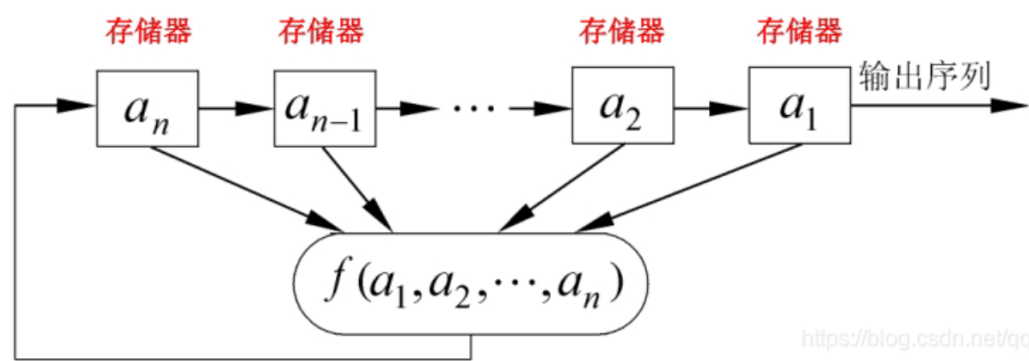 存储器 存储器 存储器 存储器
aₙ aₙ₋₁ ··· a₂ a₁ 输出序列
f(a₁,a₂,···,aₙ)
https://blog.csdn.net/qq